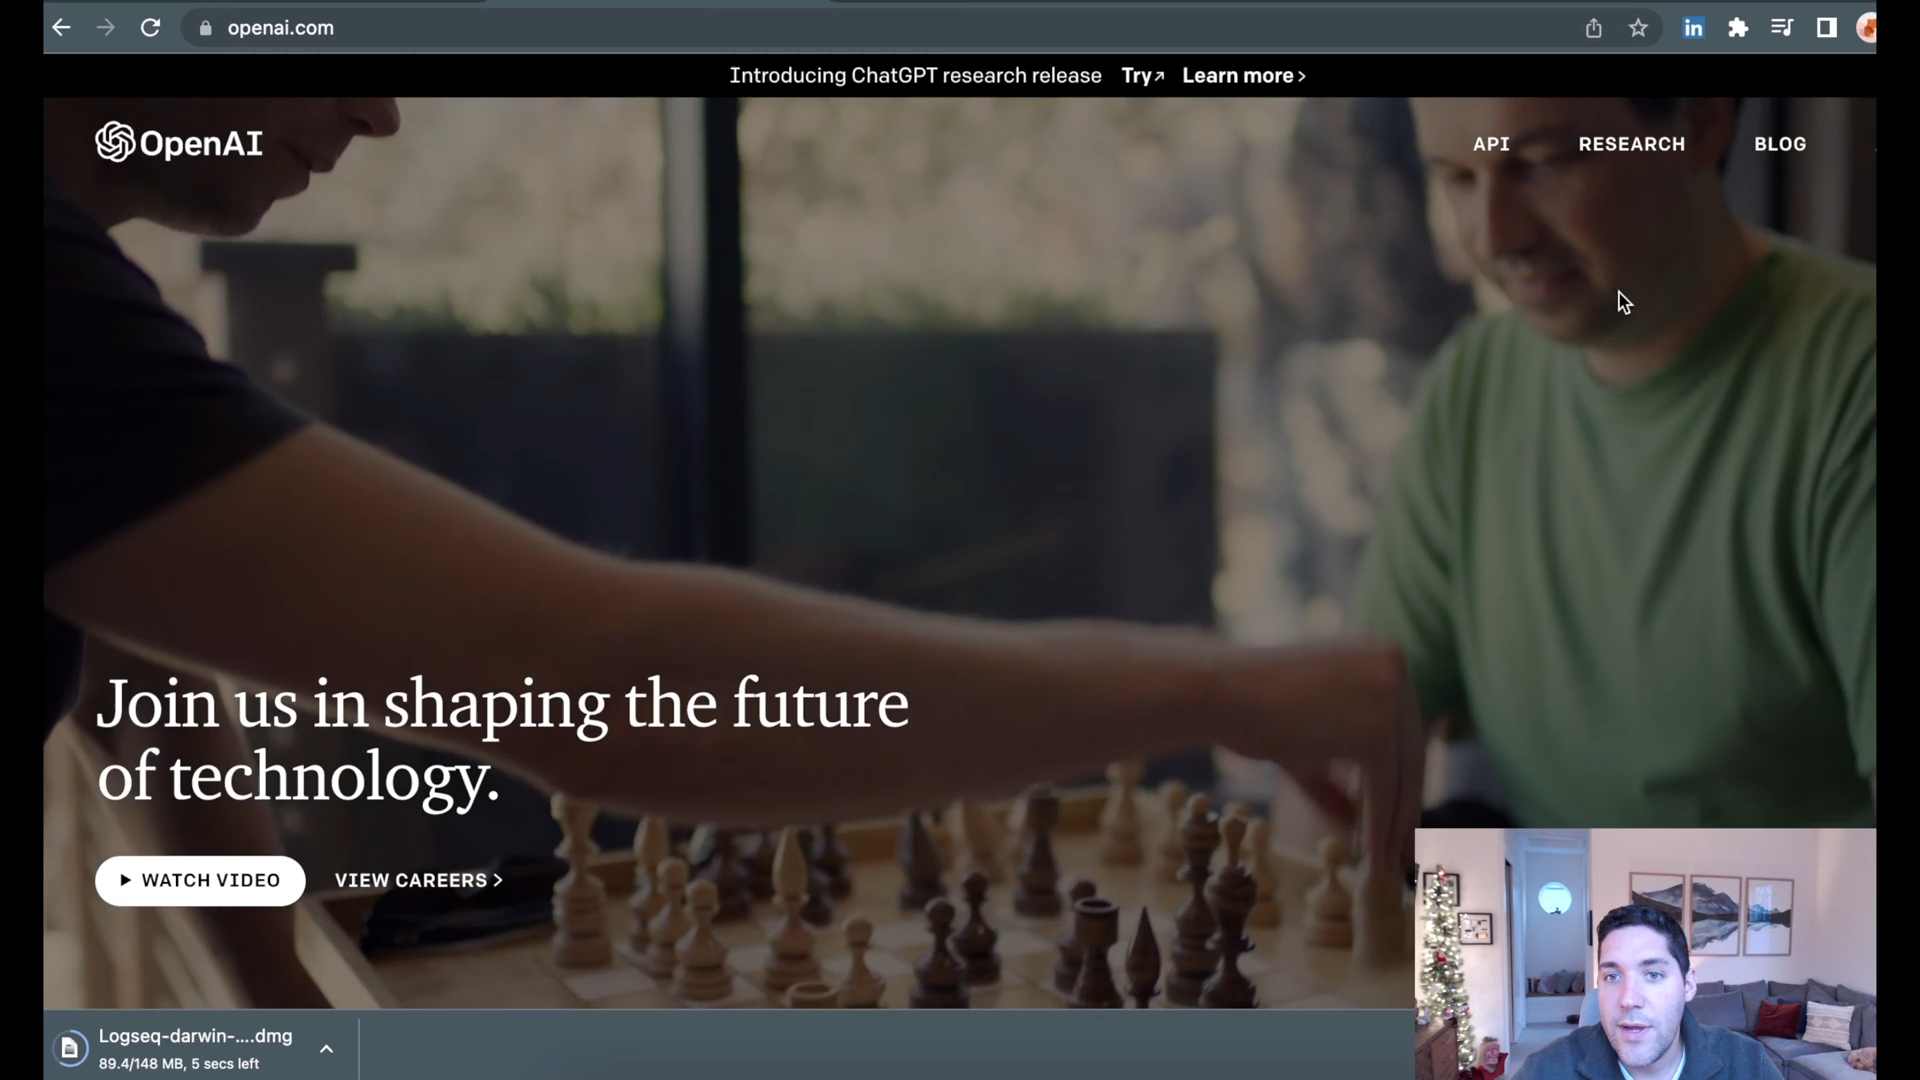 openai.com
in
Introducing ChatGPT research release Try↗ Learn more >
OpenAI
API RESEARCH BLOG
Join us in shaping the future
of technology.
WATCH VIDEO VIEW CAREERS >
Logseq-darwin-....dmg
89.4/148 MB, 5 secs left